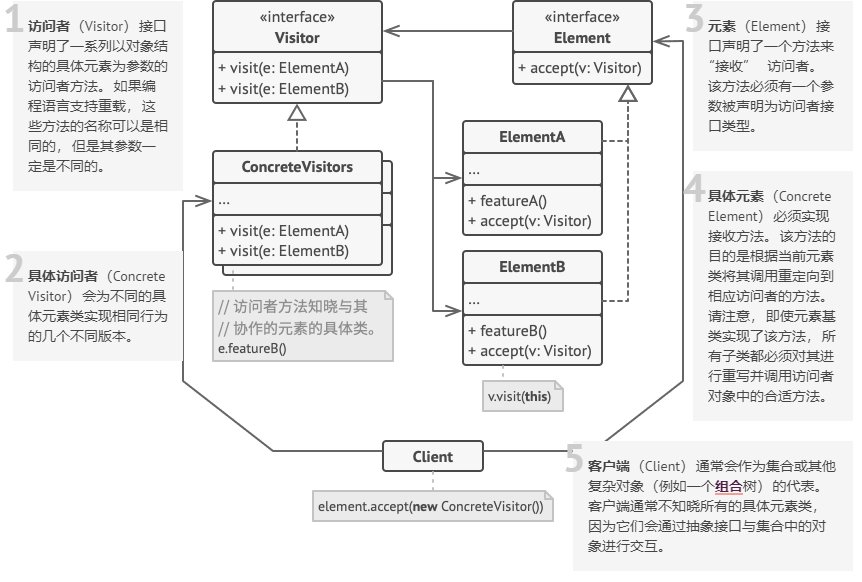 1
访问者（Visitor）接口
声明了一系列以对象结
构的具体元素为参数的
访问者方法。 如果编
程语言支持重载， 这
些方法的名称可以是相
同的， 但是其参数一
定是不同的。
«interface»
Visitor
+ visit(e: ElementA)
+ visit(e: ElementB)
«interface»
Element
+ accept(v: Visitor)
3
元素（Element）接
口声明了一个方法来
“接收” 访问者。
该方法必须有一个参
数被声明为访问者接
口类型。
ConcreteVisitors
...
+ visit(e: ElementA)
+ visit(e: ElementB)
ElementA
...
+ featureA()
+ accept(v: Visitor)
4
具体元素（Concrete
Element）必须实现
接收方法。 该方法的
目的是根据当前元素
类将其调用重定向到
相应访问者的方法。
请注意， 即使元素基
类实现了该方法， 所
有子类都必须对其进
行重写并调用访问者
对象中的合适方法。
2
具体访问者（Concrete
Visitor）会为不同的具
体元素类实现相同行为
的几个不同版本。
// 访问者方法知晓与其
// 协作的元素的具体类。
e.featureB()
ElementB
...
+ featureB()
+ accept(v: Visitor)
v.visit(this)
Client
element.accept(new ConcreteVisitor())
5
客户端（Client）通常会作为集合或其他
复杂对象（例如一个组合树）的代表。
客户端通常不知晓所有的具体元素类，
因为它们会通过抽象接口与集合中的对
象进行交互。